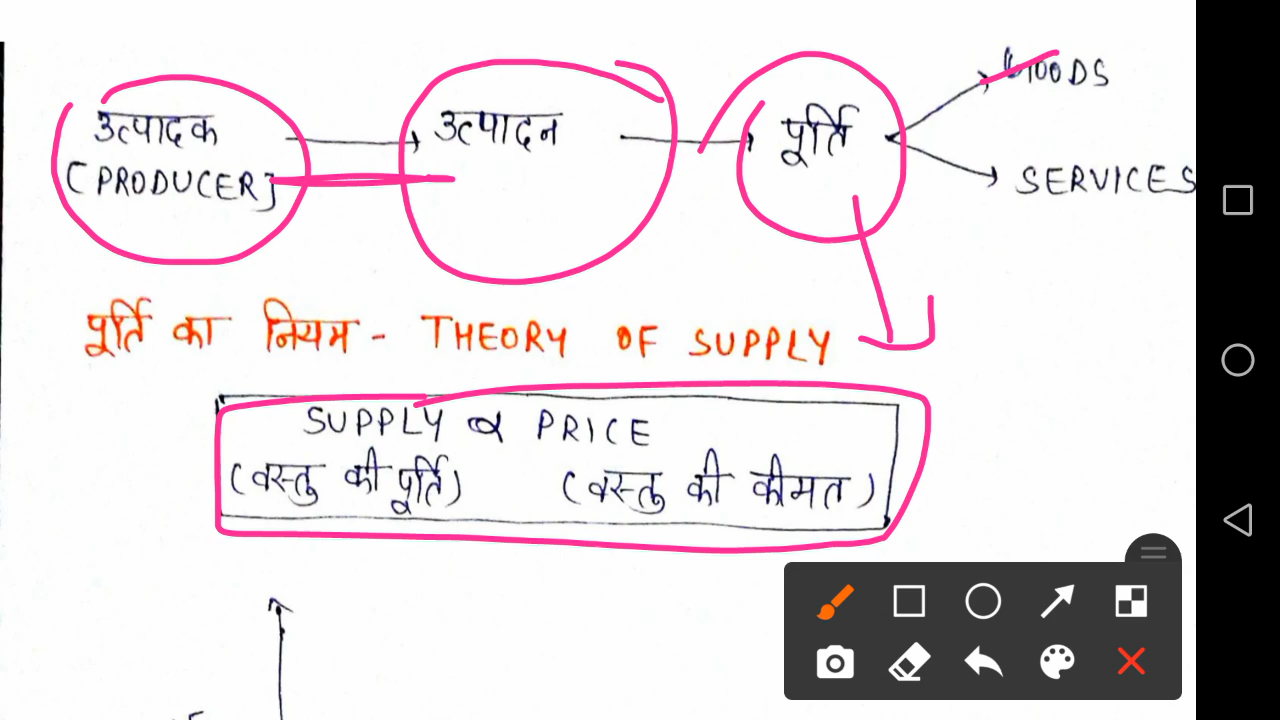 उत्पादक उत्पादन पूर्ति GOODS
[PRODUCER] SERVICES
पूर्ति का नियम - THEORY OF SUPPLY
SUPPLY α PRICE
(वस्तु की पूर्ति) (वस्तु की कीमत)